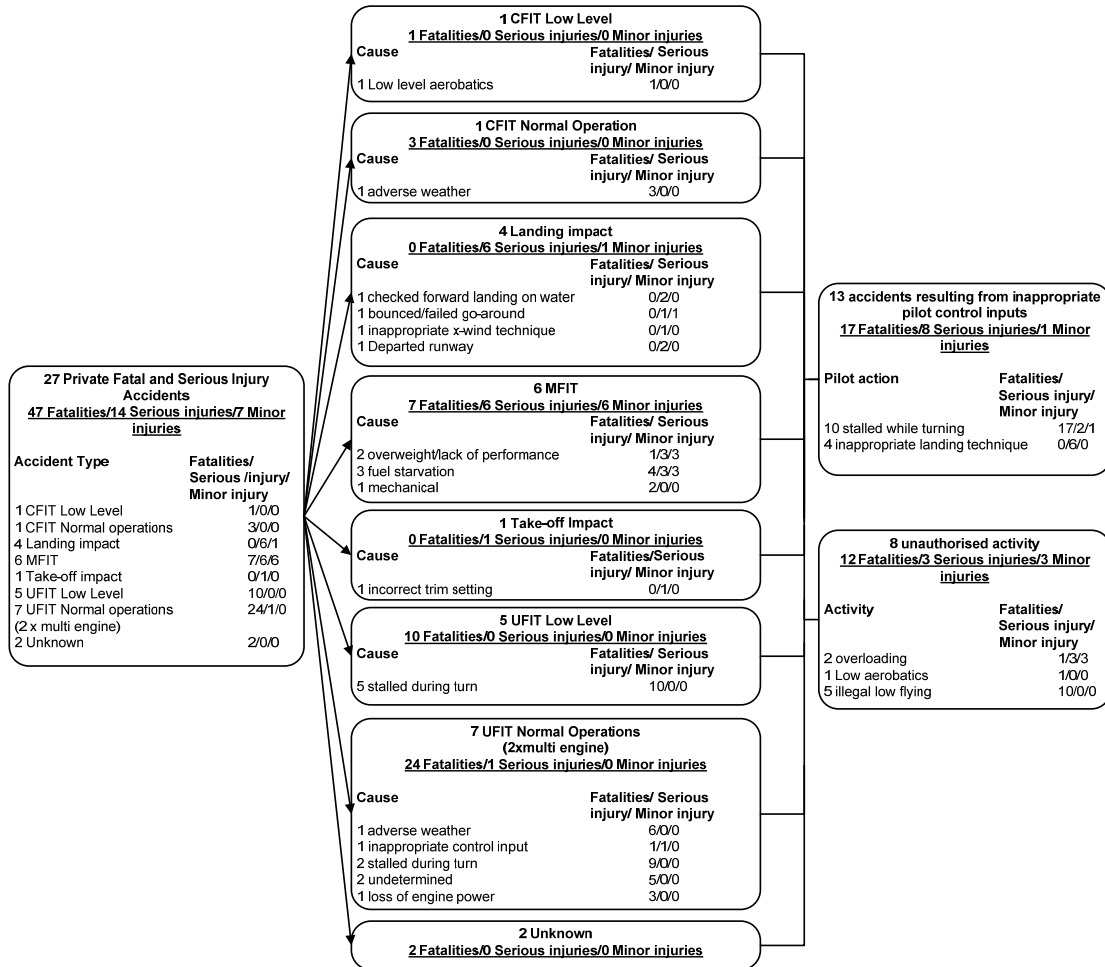 1 CFIT Low Level
1 Fatalities/0 Serious injuries/0 Minor injuries
Cause Fatalities/ Serious
injury/ Minor injury
1 Low level aerobatics 1/0/0
1 CFIT Normal Operation
3 Fatalities/0 Serious injuries/0 Minor injuries
Cause Fatalities/ Serious
injury/ Minor injury
1 adverse weather 3/0/0
4 Landing impact
0 Fatalities/6 Serious injuries/1 Minor injuries
Cause Fatalities/ Serious
injury/ Minor injury
1 checked forward landing on water 0/2/0
1 bounced/failed go-around 0/1/1
1 inappropriate x-wind technique 0/1/0
1 Departed runway 0/2/0
27 Private Fatal and Serious Injury
Accidents
47 Fatalities/14 Serious injuries/7 Minor
injuries
Accident Type Fatalities/
Serious /injury/
Minor injury
1 CFIT Low Level 1/0/0
1 CFIT Normal operations 3/0/0
4 Landing impact 0/6/1
6 MFIT 7/6/6
1 Take-off impact 0/1/0
5 UFIT Low Level 10/0/0
7 UFIT Normal operations 24/1/0
(2 x multi engine)
2 Unknown 2/0/0
6 MFIT
7 Fatalities/6 Serious injuries/6 Minor injuries
Cause Fatalities/ Serious
injury/ Minor injury
2 overweight/lack of performance 1/3/3
3 fuel starvation 4/3/3
1 mechanical 2/0/0
1 Take-off Impact
0 Fatalities/1 Serious injuries/0 Minor injuries
Cause Fatalities/Serious
injury/ Minor injury
1 incorrect trim setting 0/1/0
5 UFIT Low Level
10 Fatalities/0 Serious injuries/0 Minor injuries
Cause Fatalities/ Serious
injury/ Minor injury
5 stalled during turn 10/0/0
7 UFIT Normal Operations
(2xmulti engine)
24 Fatalities/1 Serious injuries/0 Minor injuries
Cause Fatalities/ Serious
injury/ Minor injury
1 adverse weather 6/0/0
1 inappropriate control input 1/1/0
2 stalled during turn 9/0/0
2 undetermined 5/0/0
1 loss of engine power 3/0/0
2 Unknown
2 Fatalities/0 Serious injuries/0 Minor injuries
13 accidents resulting from inappropriate
pilot control inputs
17 Fatalities/8 Serious injuries/1 Minor
injuries
Pilot action Fatalities/
Serious injury/
Minor injury
10 stalled while turning 17/2/1
4 inappropriate landing technique 0/6/0
8 unauthorised activity
12 Fatalities/3 Serious injuries/3 Minor
injuries
Activity Fatalities/
Serious injury/
Minor injury
2 overloading 1/3/3
1 Low aerobatics 1/0/0
5 illegal low flying 10/0/0